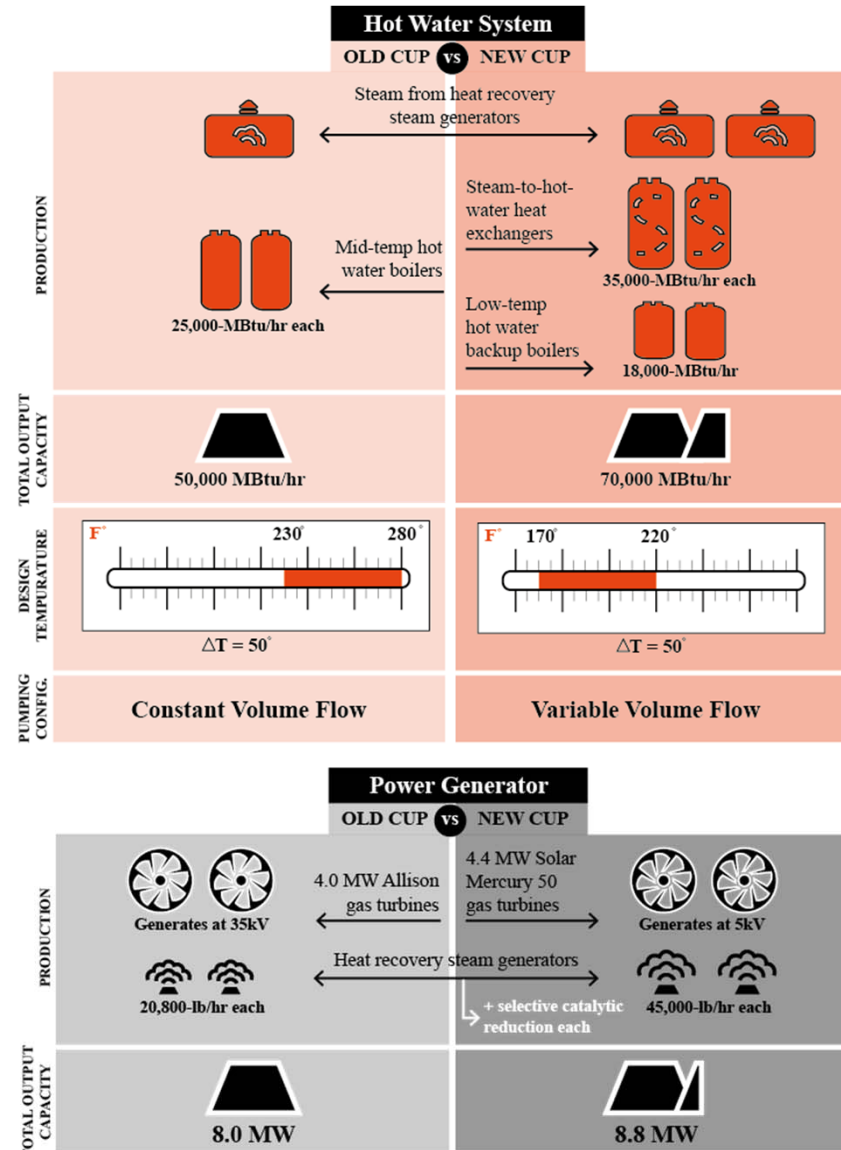 Hot Water System
OLD CUP vs NEW CUP
PRODUCTION
Steam from heat recovery
steam generators
Steam-to-hot-
water heat
exchangers
35,000-MBtu/hr each
Mid-temp hot
water boilers
25,000-MBtu/hr each
Low-temp
hot water
backup boilers
18,000-MBtu/hr
TOTAL OUTPUT
CAPACITY
50,000 MBtu/hr
70,000 MBtu/hr
DESIGN
TEMPURATURE
F° 230° 280°
△T = 50°
F° 170° 220°
△T = 50°
PUMPING
CONFIG.
Constant Volume Flow
Variable Volume Flow
Power Generator
OLD CUP vs NEW CUP
PRODUCTION
4.0 MW Allison
gas turbines
4.4 MW Solar
Mercury 50
gas turbines
Generates at 35kV
Generates at 5kV
Heat recovery steam generators
20,800-lb/hr each
+ selective catalytic
reduction each
45,000-lb/hr each
TOTAL OUTPUT
CAPACITY
8.0 MW
8.8 MW